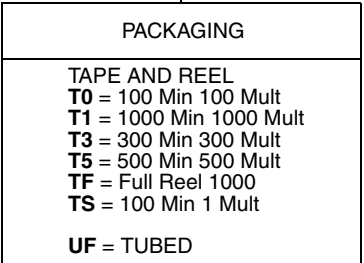 PACKAGING
TAPE AND REEL
T0 = 100 Min 100 Mult
T1 = 1000 Min 1000 Mult
T3 = 300 Min 300 Mult
T5 = 500 Min 500 Mult
TF = Full Reel 1000
TS = 100 Min 1 Mult
UF = TUBED